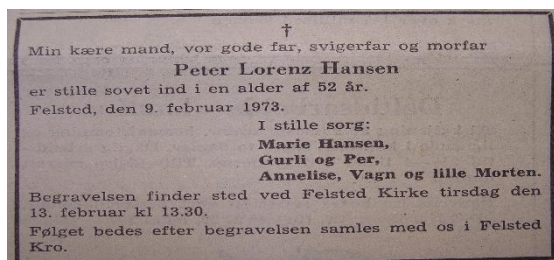 Min kære mand, vor gode far, svigerfar og morfar
Peter Lorenz Hansen
er stille sovet ind i en alder af 52 år.
Felsted, den 9. februar 1973.
I stille sorg:
Marie Hansen,
Gurli og Per,
Annelise, Vagn og lille Morten.
Begravelsen finder sted ved Felsted Kirke tirsdag den
13. februar kl 13.30.
Følget bedes efter begravelsen samles med os i Felsted
Kro.